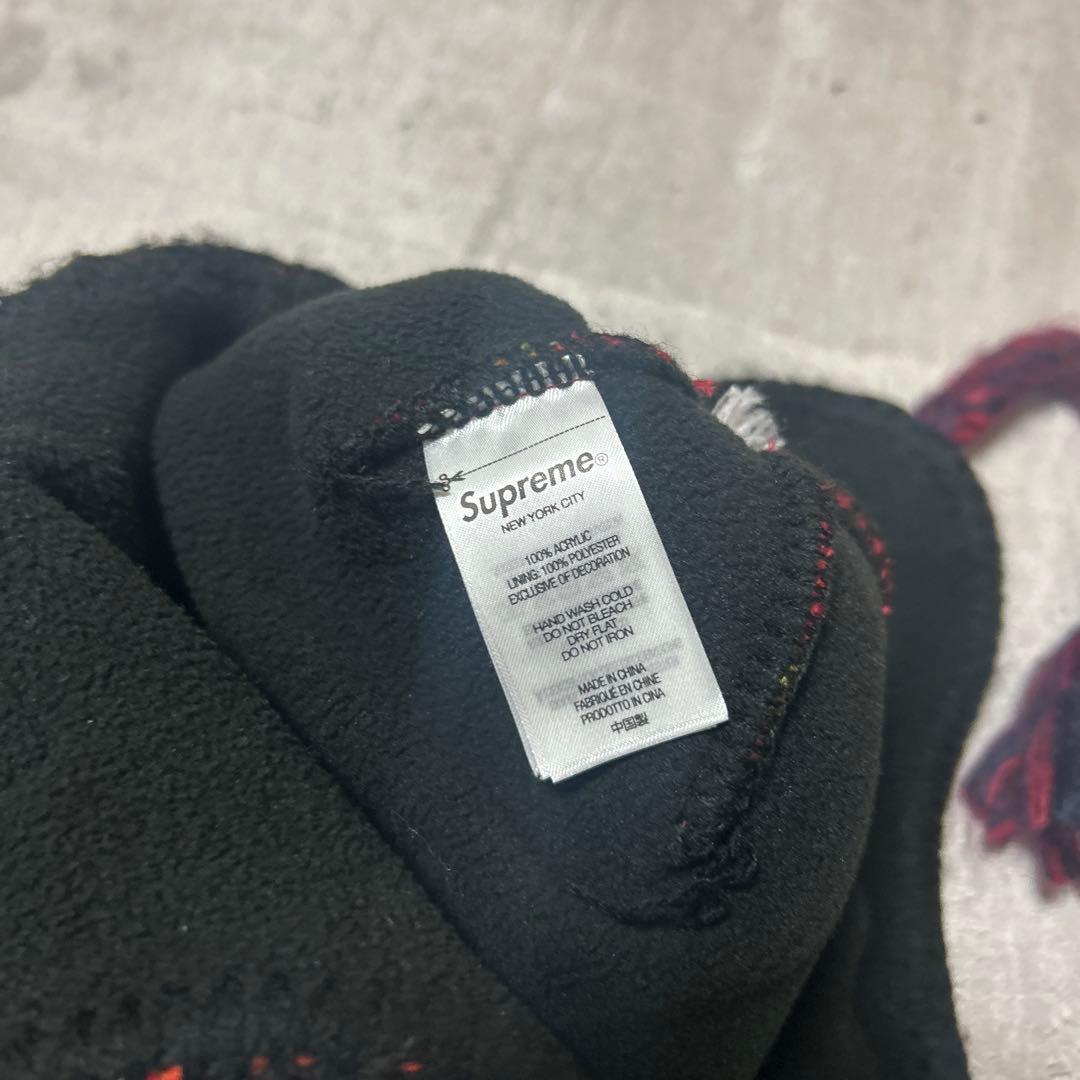 Supreme®
NEW YORK CITY
100% ACRYLIC
LINING: 100% POLYESTER
EXCLUSIVE OF DECORATION
HAND WASH COLD
DO NOT BLEACH
DRY FLAT
DO NOT IRON
MADE IN CHINA
FABRIQUÉ EN CHINE
PRODOTTO IN CINA
中国製